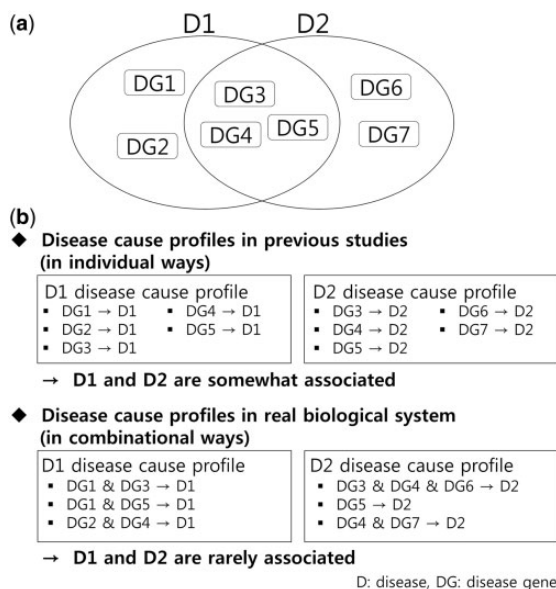 (a)
D1 D2
DG1
DG3
DG6
DG2
DG4
DG5
DG7
(b)
◆ Disease cause profiles in previous studies
(in individual ways)
D1 disease cause profile
▪ DG1 → D1 ▪ DG4 → D1
▪ DG2 → D1 ▪ DG5 → D1
▪ DG3 → D1
D2 disease cause profile
▪ DG3 → D2 ▪ DG6 → D2
▪ DG4 → D2 ▪ DG7 → D2
▪ DG5 → D2
→ D1 and D2 are somewhat associated
◆ Disease cause profiles in real biological system
(in combinational ways)
D1 disease cause profile
▪ DG1 & DG3 → D1
▪ DG1 & DG5 → D1
▪ DG2 & DG4 → D1
D2 disease cause profile
▪ DG3 & DG4 & DG6 → D2
▪ DG5 → D2
▪ DG4 & DG7 → D2
→ D1 and D2 are rarely associated
D: disease, DG: disease gene